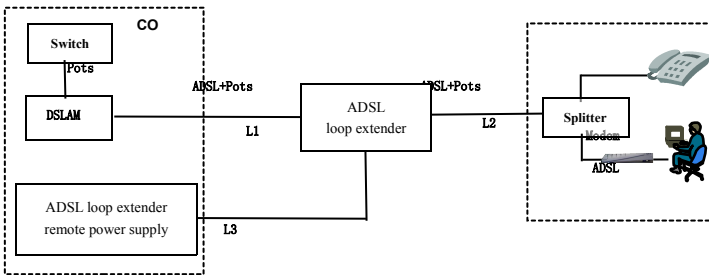 CO
Switch
Pots
DSLAM
ADSL+Pots
L1
ADSL
loop extender
ADSL+Pots
L2
Splitter
Modem
ADSL
ADSL loop extender
remote power supply
L3